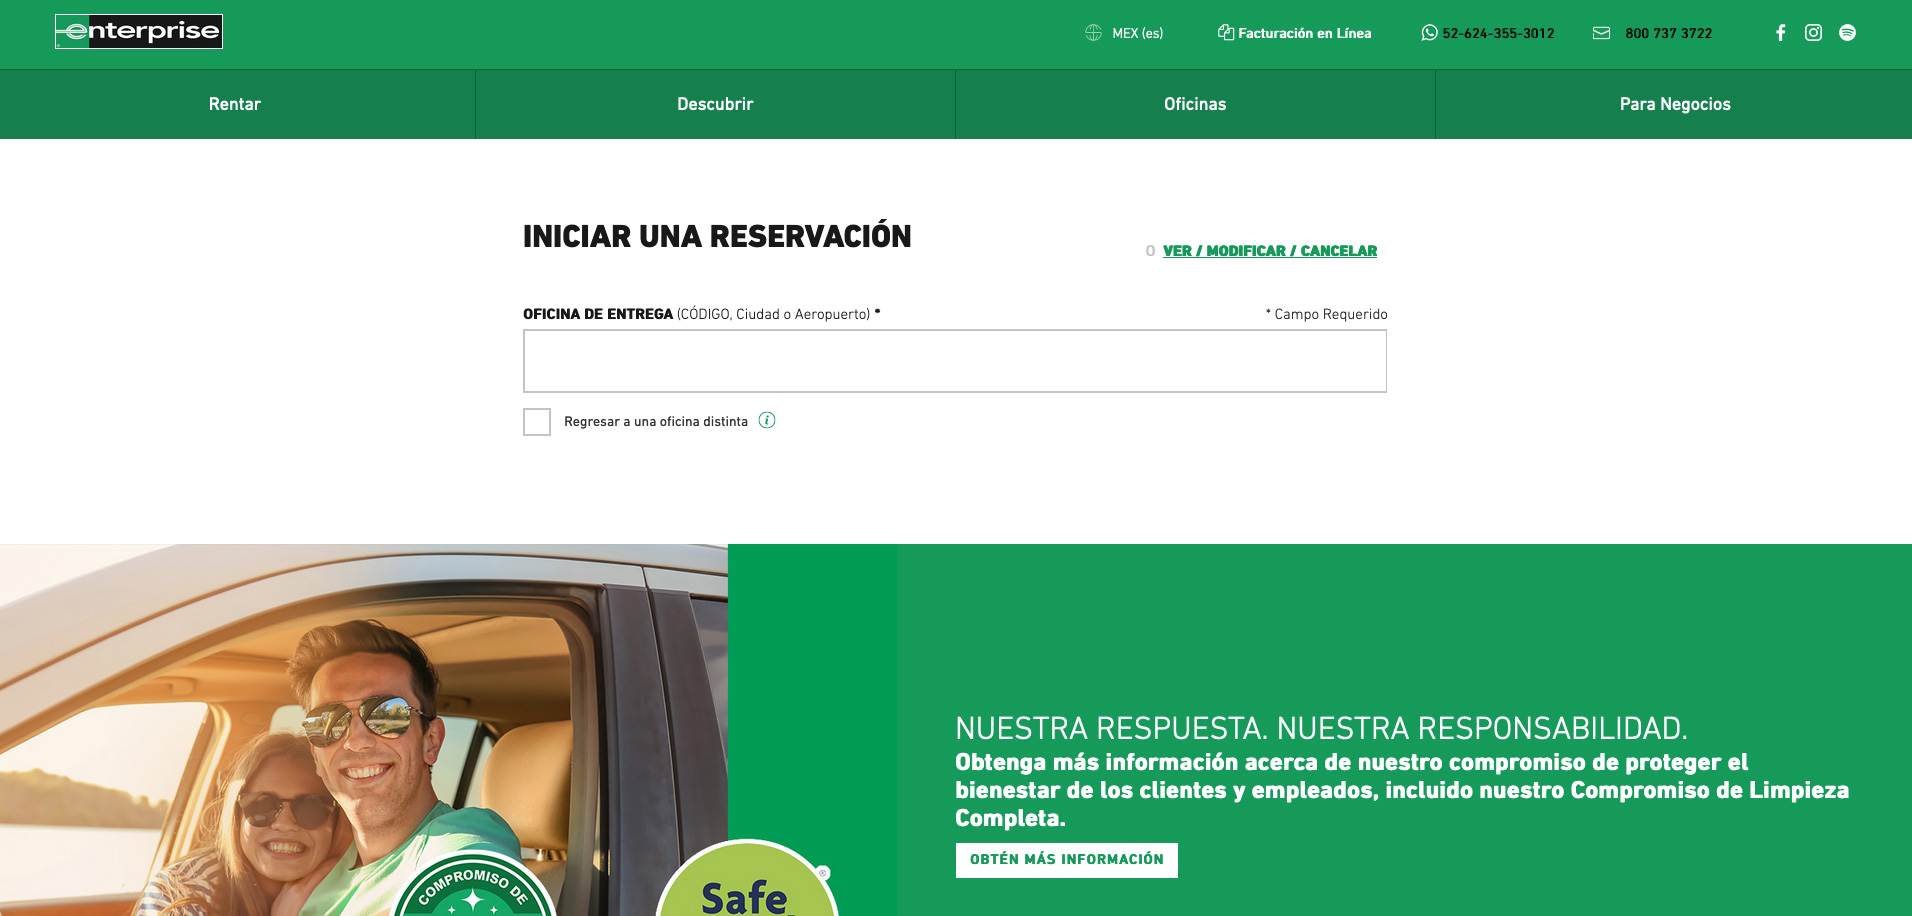 enterprise
MEX (es)
Facturación en Línea
52-624-355-3012
800 737 3722
Rentar
Descubrir
Oficinas
Para Negocios
INICIAR UNA RESERVACIÓN
O VER / MODIFICAR / CANCELAR
OFICINA DE ENTREGA (CÓDIGO, Ciudad o Aeropuerto) *
* Campo Requerido
Regresar a una oficina distinta
NUESTRA RESPUESTA. NUESTRA RESPONSABILIDAD.
Obtenga más información acerca de nuestro compromiso de proteger el
bienestar de los clientes y empleados, incluido nuestro Compromiso de Limpieza
Completa.
OBTÉN MÁS INFORMACIÓN
COMPROMISO DE
Safe
®